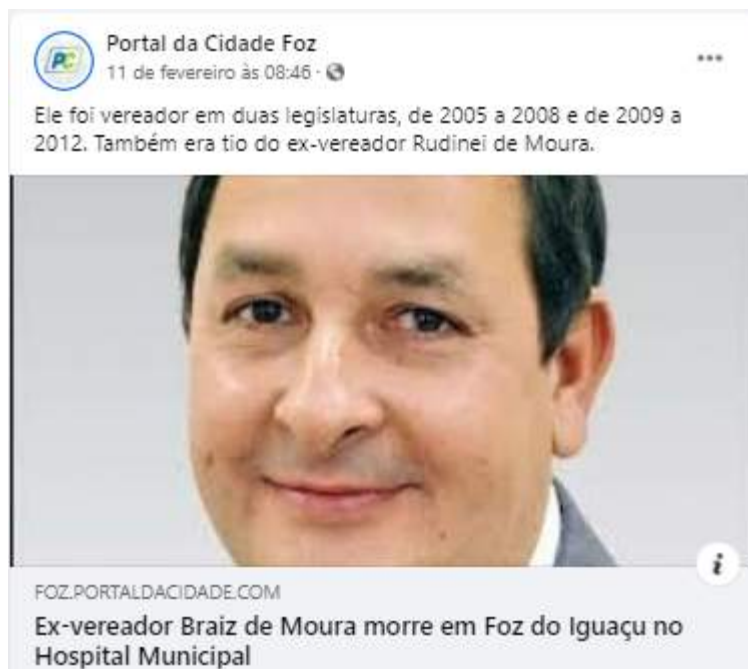 Portal da Cidade Foz
11 de fevereiro às 08:46 ·
Ele foi vereador em duas legislaturas, de 2005 a 2008 e de 2009 a
2012. Também era tio do ex-vereador Rudinei de Moura.
FOZ.PORTALDACIDADE.COM
Ex-vereador Braiz de Moura morre em Foz do Iguaçu no
Hospital Municipal